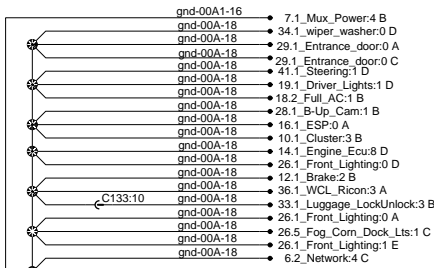 gnd-00A1-16 7.1_Mux_Power:4 B
gnd-00A-18 34.1_wiper_washer:0 D
gnd-00A-18 29.1_Entrance_door:0 A
gnd-00A-18 29.1_Entrance_door:0 C
gnd-00A-18 41.1_Steering:1 D
gnd-00A-18 19.1_Driver_Lights:1 D
gnd-00A-18 18.2_Full_AC:1 B
gnd-00A-18 28.1_B-Up_Cam:1 B
gnd-00A-18 16.1_ESP:0 A
gnd-00A-18 10.1_Cluster:3 B
gnd-00A-18 14.1_Engine_Ecu:8 D
gnd-00A-18 26.1_Front_Lighting:0 D
gnd-00A-18 12.1_Brake:2 B
gnd-00A-18 36.1_WCL_Ricon:3 A
C133:10 gnd-00A-18 33.1_Luggage_LockUnlock:3 B
gnd-00A-18 26.1_Front_Lighting:0 A
gnd-00A-18 26.5_Fog_Corn_Dock_Lts:1 C
gnd-00A-18 26.1_Front_Lighting:1 E
gnd-00A-18 6.2_Network:4 C